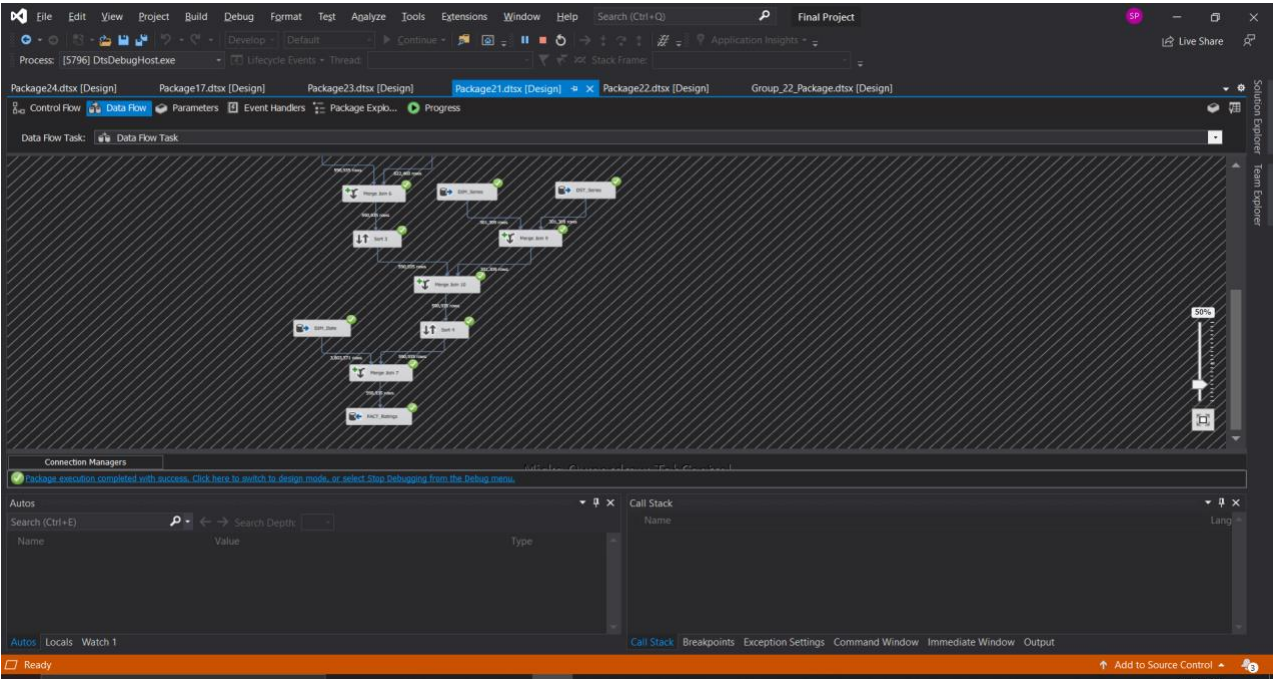 File Edit View Project Build Debug Format Test Analyze Tools Extensions Window Help Search (Ctrl+Q) Final Project SP
Develop Default Continue Application Insights Live Share
Process: [5796] DtsDebugHost.exe Lifecycle Events Thread: Stack Frame:
Package24.dtsx [Design] Package17.dtsx [Design] Package23.dtsx [Design] Package21.dtsx [Design] Package22.dtsx [Design] Group_22_Package.dtsx [Design]
Control Flow Data Flow Parameters Event Handlers Package Explo... Progress
Data Flow Task: Data Flow Task
Solution Explorer
Team Explorer
DIM_Series
Merge Join
Sort
Merge Join
Merge Join 10
50%
DIM_Date Sort
Merge Join 7
FACT_Ratings
Connection Managers
Package execution completed with success. Click here to switch to design mode, or select Stop Debugging from the Debug menu.
Autos Call Stack
Search (Ctrl+E) Search Depth: Name Lang
Name Value Type
Autos Locals Watch 1 Call Stack Breakpoints Exception Settings Command Window Immediate Window Output
Ready Add to Source Control 3